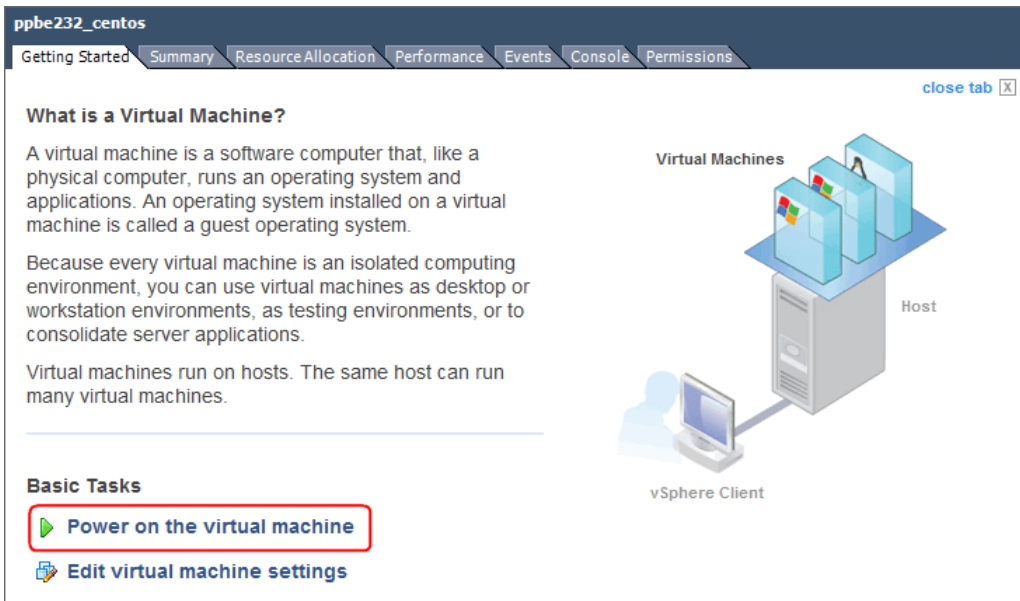 ppbe232_centos
Getting Started Summary Resource Allocation Performance Events Console Permissions
close tab X
What is a Virtual Machine?
A virtual machine is a software computer that, like a
physical computer, runs an operating system and
applications. An operating system installed on a virtual
machine is called a guest operating system.
Because every virtual machine is an isolated computing
environment, you can use virtual machines as desktop or
workstation environments, as testing environments, or to
consolidate server applications.
Virtual machines run on hosts. The same host can run
many virtual machines.
Virtual Machines
Host
vSphere Client
Basic Tasks
Power on the virtual machine
Edit virtual machine settings